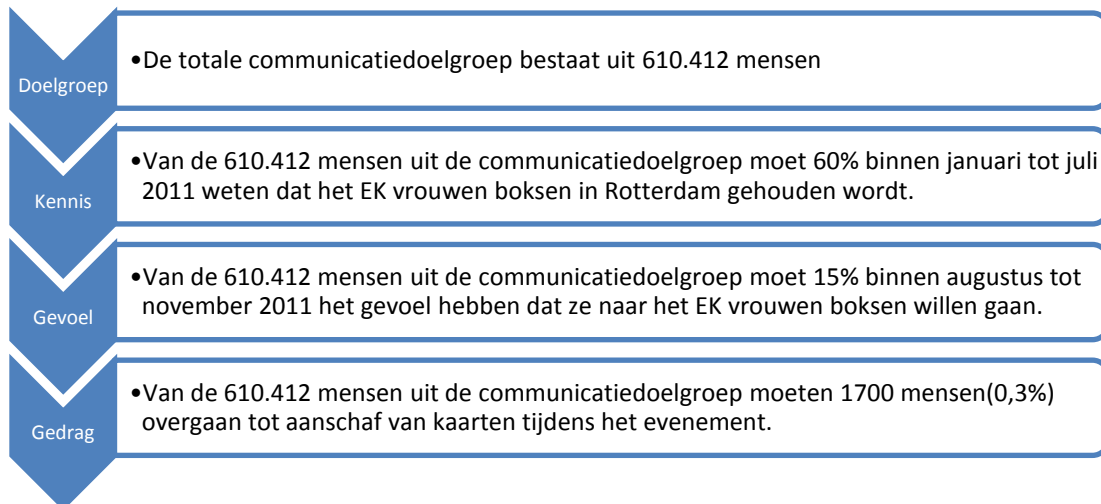 Doelgroep
•De totale communicatiedoelgroep bestaat uit 610.412 mensen
Kennis
•Van de 610.412 mensen uit de communicatiedoelgroep moet 60% binnen januari tot juli
2011 weten dat het EK vrouwen boksen in Rotterdam gehouden wordt.
Gevoel
•Van de 610.412 mensen uit de communicatiedoelgroep moet 15% binnen augustus tot
november 2011 het gevoel hebben dat ze naar het EK vrouwen boksen willen gaan.
Gedrag
•Van de 610.412 mensen uit de communicatiedoelgroep moeten 1700 mensen(0,3%)
overgaan tot aanschaf van kaarten tijdens het evenement.